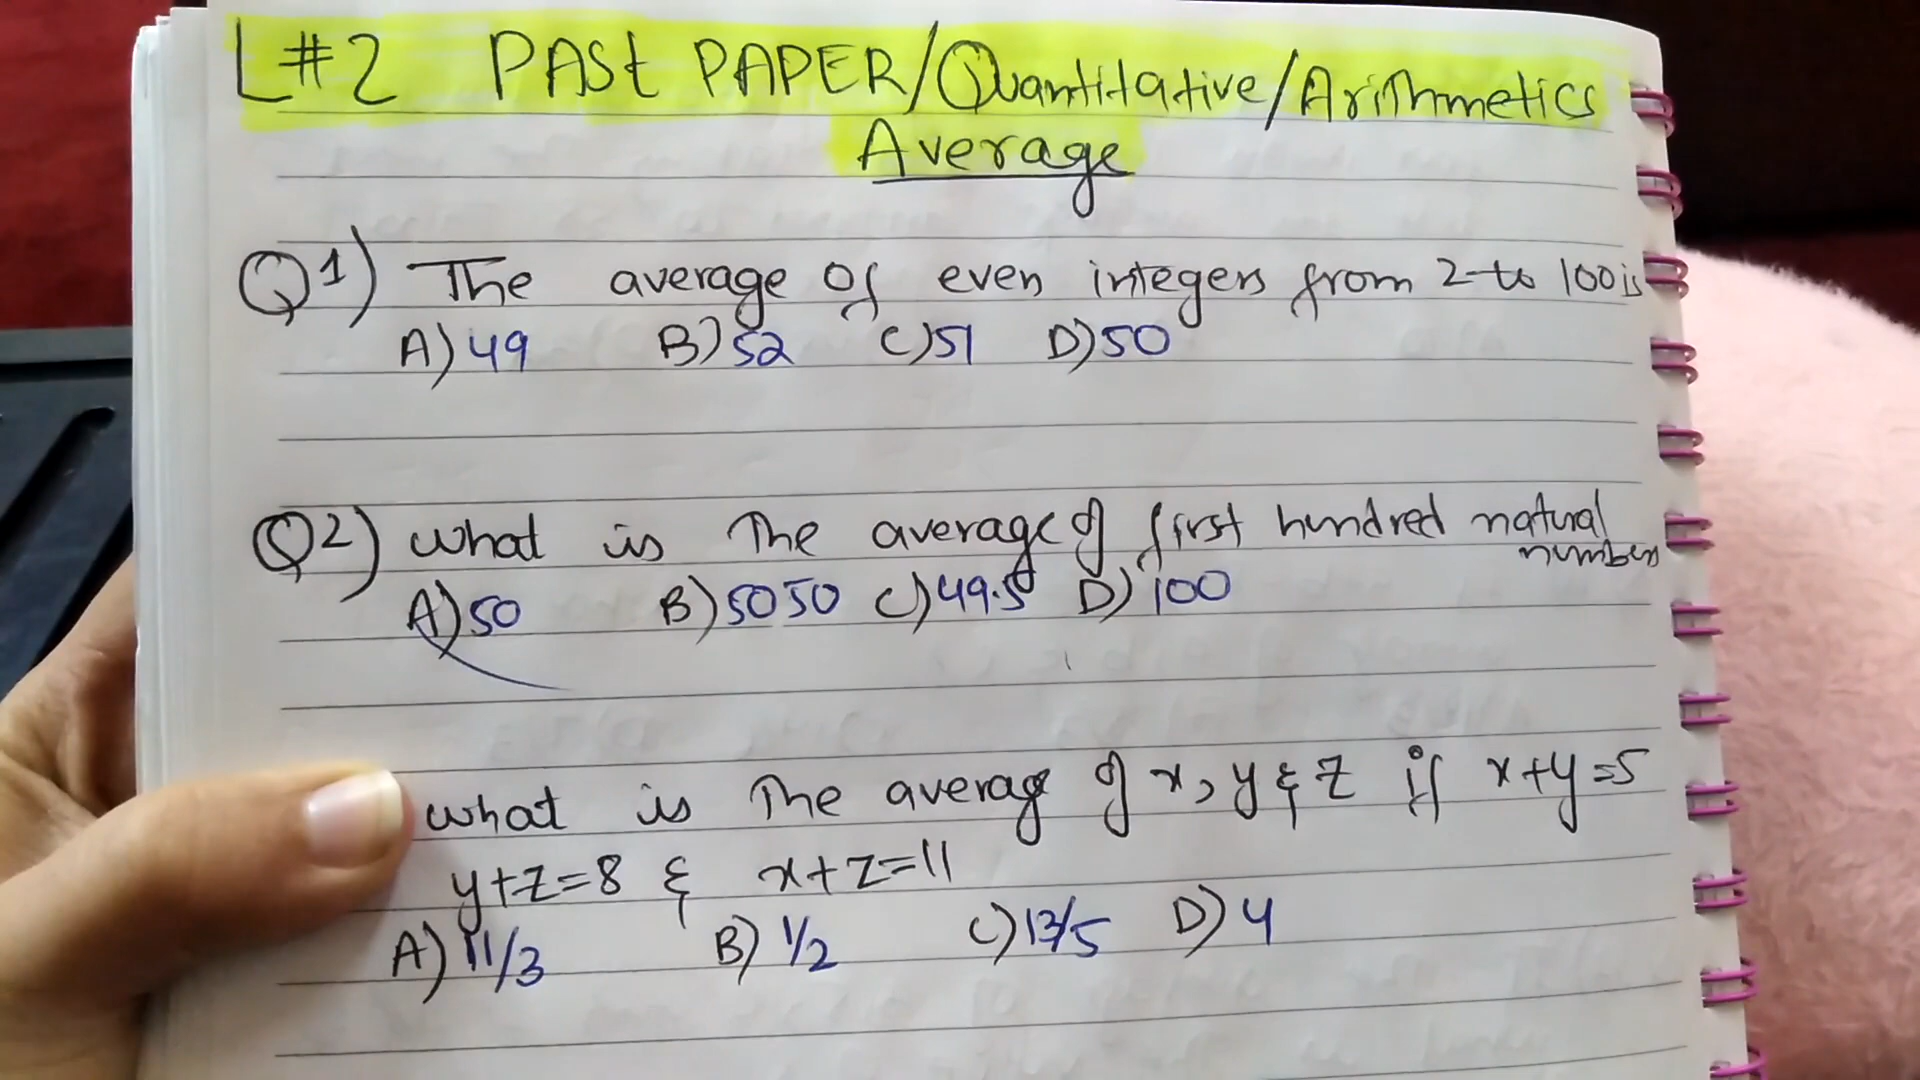 L#2 PASt PAPER/Quantitative/Arithmetics
Average
Q1) The average of even integers from 2 to 100 is
A) 49 B) 52 C) 51 D) 50
Q2) what is the average of first hundred natural
numbers
A) 50 B) 5050 C) 49.5 D) 100
what is the average of x, y & z if x+y=5
y+z=8 & x+z=11
A) 11/3 B) 1/2 C) 13/5 D) 4